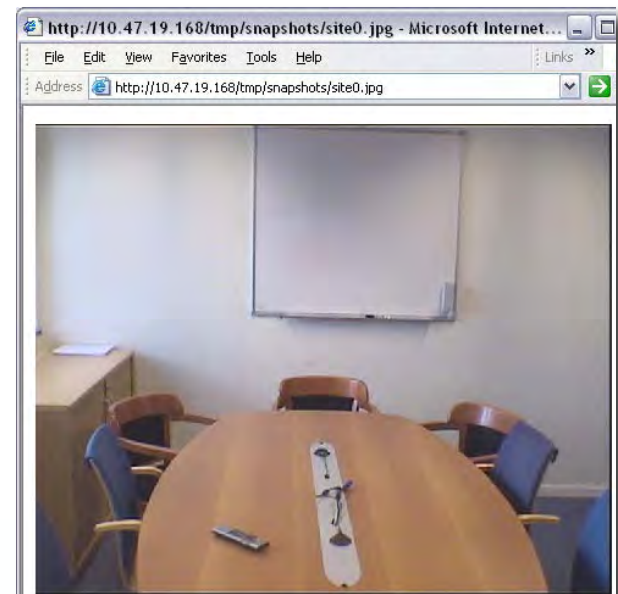 http://10.47.19.168/tmp/snapshots/site0.jpg - Microsoft Internet...
File Edit View Favorites Tools Help Links »
Address http://10.47.19.168/tmp/snapshots/site0.jpg